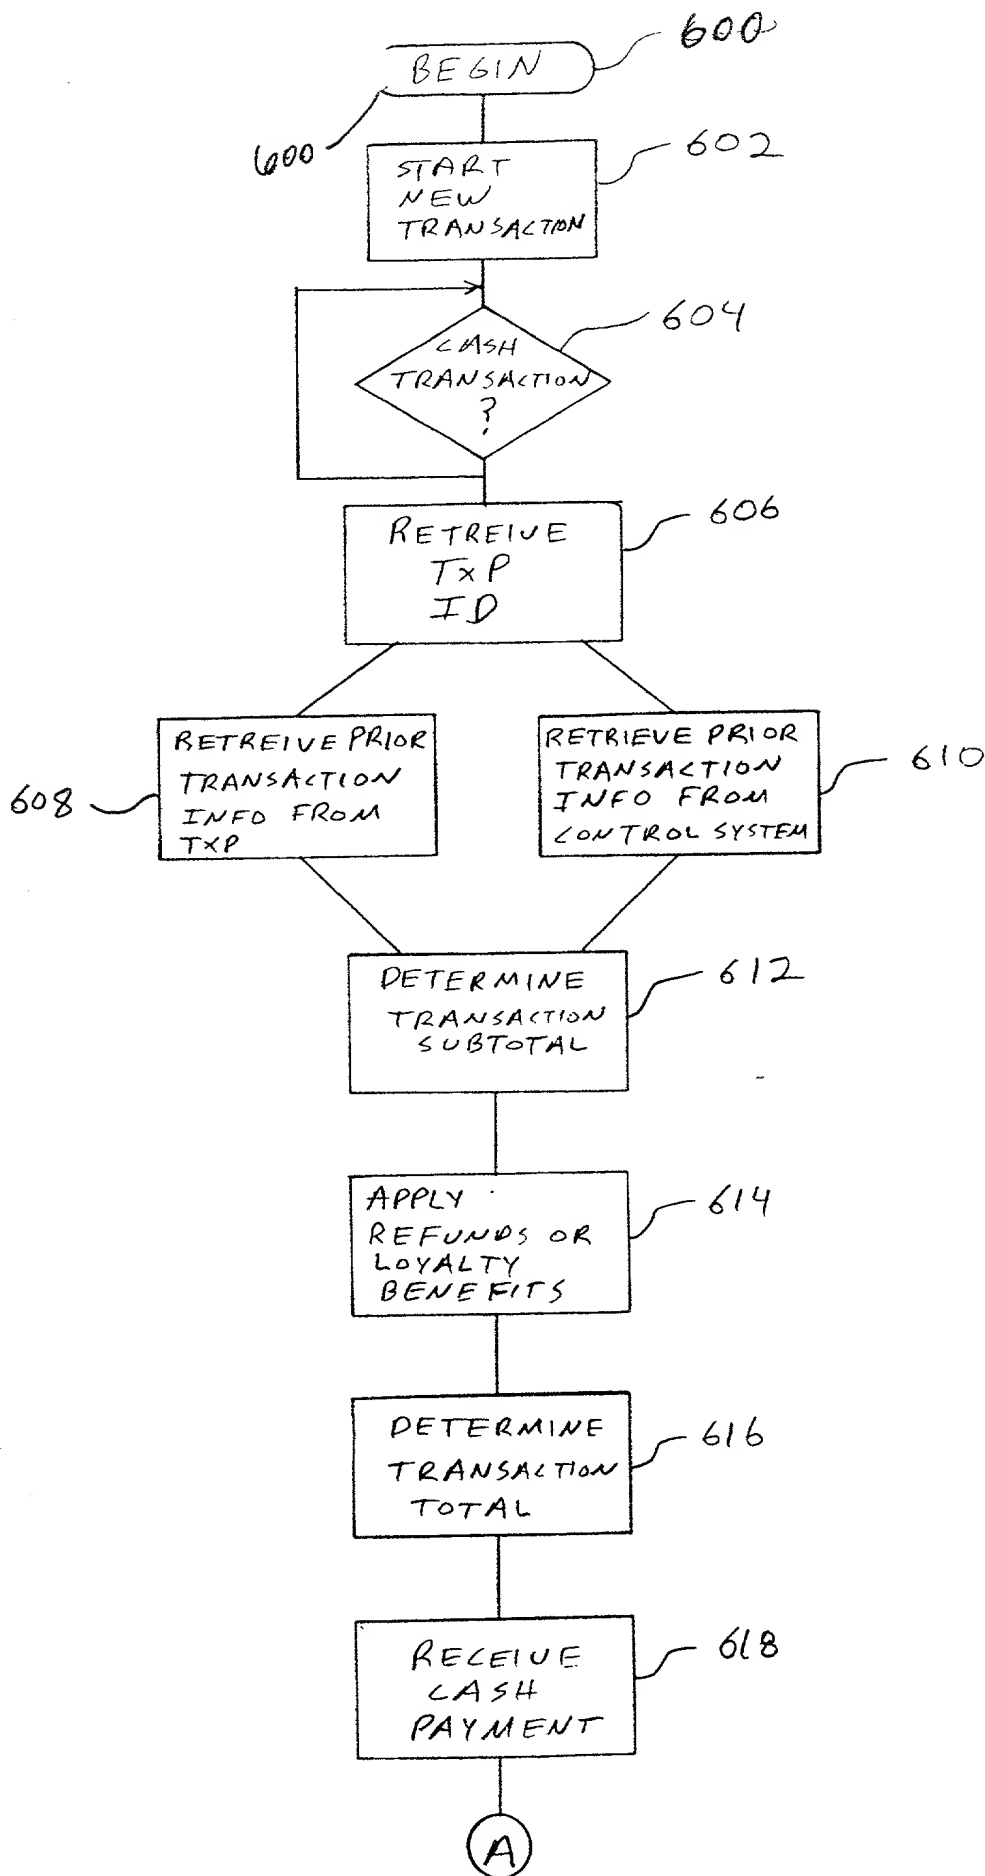 600
BEGIN
600
602
START
NEW
TRANSACTION
604
CASH
TRANSACTION
?
606
RETREIVE
TXP
ID
RETREIVE PRIOR
TRANSACTION
INFO FROM
TXP
608
RETRIEVE PRIOR
TRANSACTION
INFO FROM
CONTROL SYSTEM
610
612
DETERMINE
TRANSACTION
SUBTOTAL
614
APPLY
REFUNDS OR
LOYALTY
BENEFITS
616
DETERMINE
TRANSACTION
TOTAL
618
RECEIVE
CASH
PAYMENT
A